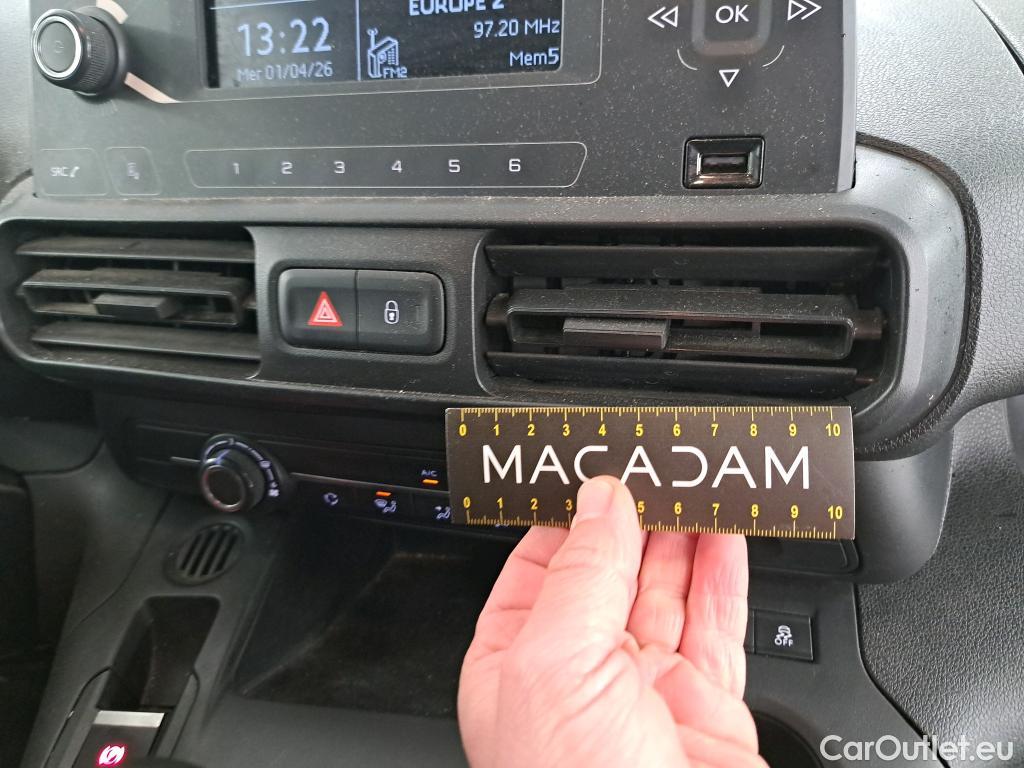 EUROPE 2
13:22
97.20 MHz
Mer 01/04/26
FM2
Mem5
OK
SRC
1 2 3 4 5 6
0 1 2 3 4 5 6 7 8 9 10
MACADAM
0 1 2 5 6 7 8 9 10
A/C
OFF
CarOutlet.eu